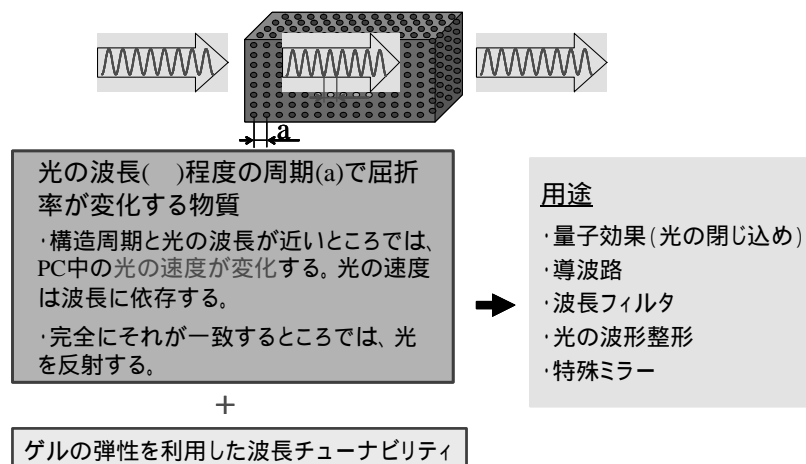 a
光の波長( )程度の周期(a)で屈折
率が変化する物質
・構造周期と光の波長が近いところでは、
PC中の光の速度が変化する。光の速度
は波長に依存する。
・完全にそれが一致するところでは、光
を反射する。
+
ゲルの弾性を利用した波長チューナビリティ
用途
・量子効果(光の閉じ込め)
・導波路
・波長フィルタ
・光の波形整形
・特殊ミラー